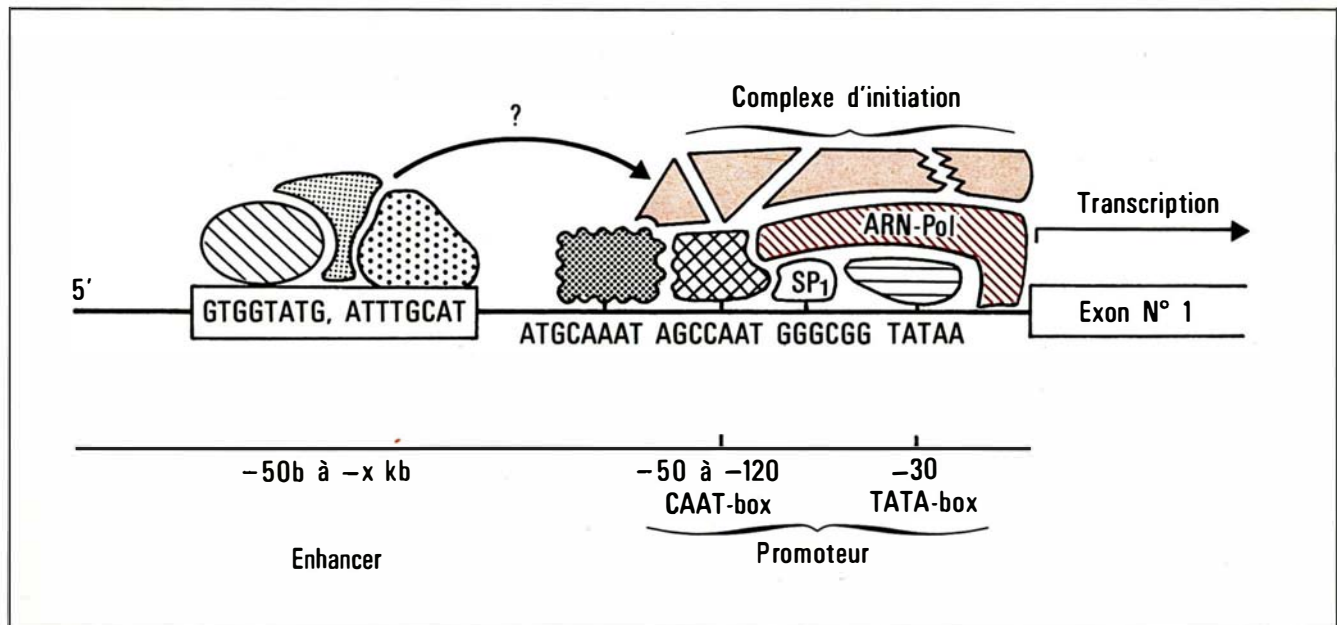 Complexe d'initiation
?
Transcription
ARN-Pol
SP1
5'
GTGGTATG, ATTTGCAT
Exon N° 1
ATGCAAAT AGCCAAT GGGCGG TATAA
−50b à −x kb
−50 à −120
−30
CAAT-box
TATA-box
Enhancer
Promoteur